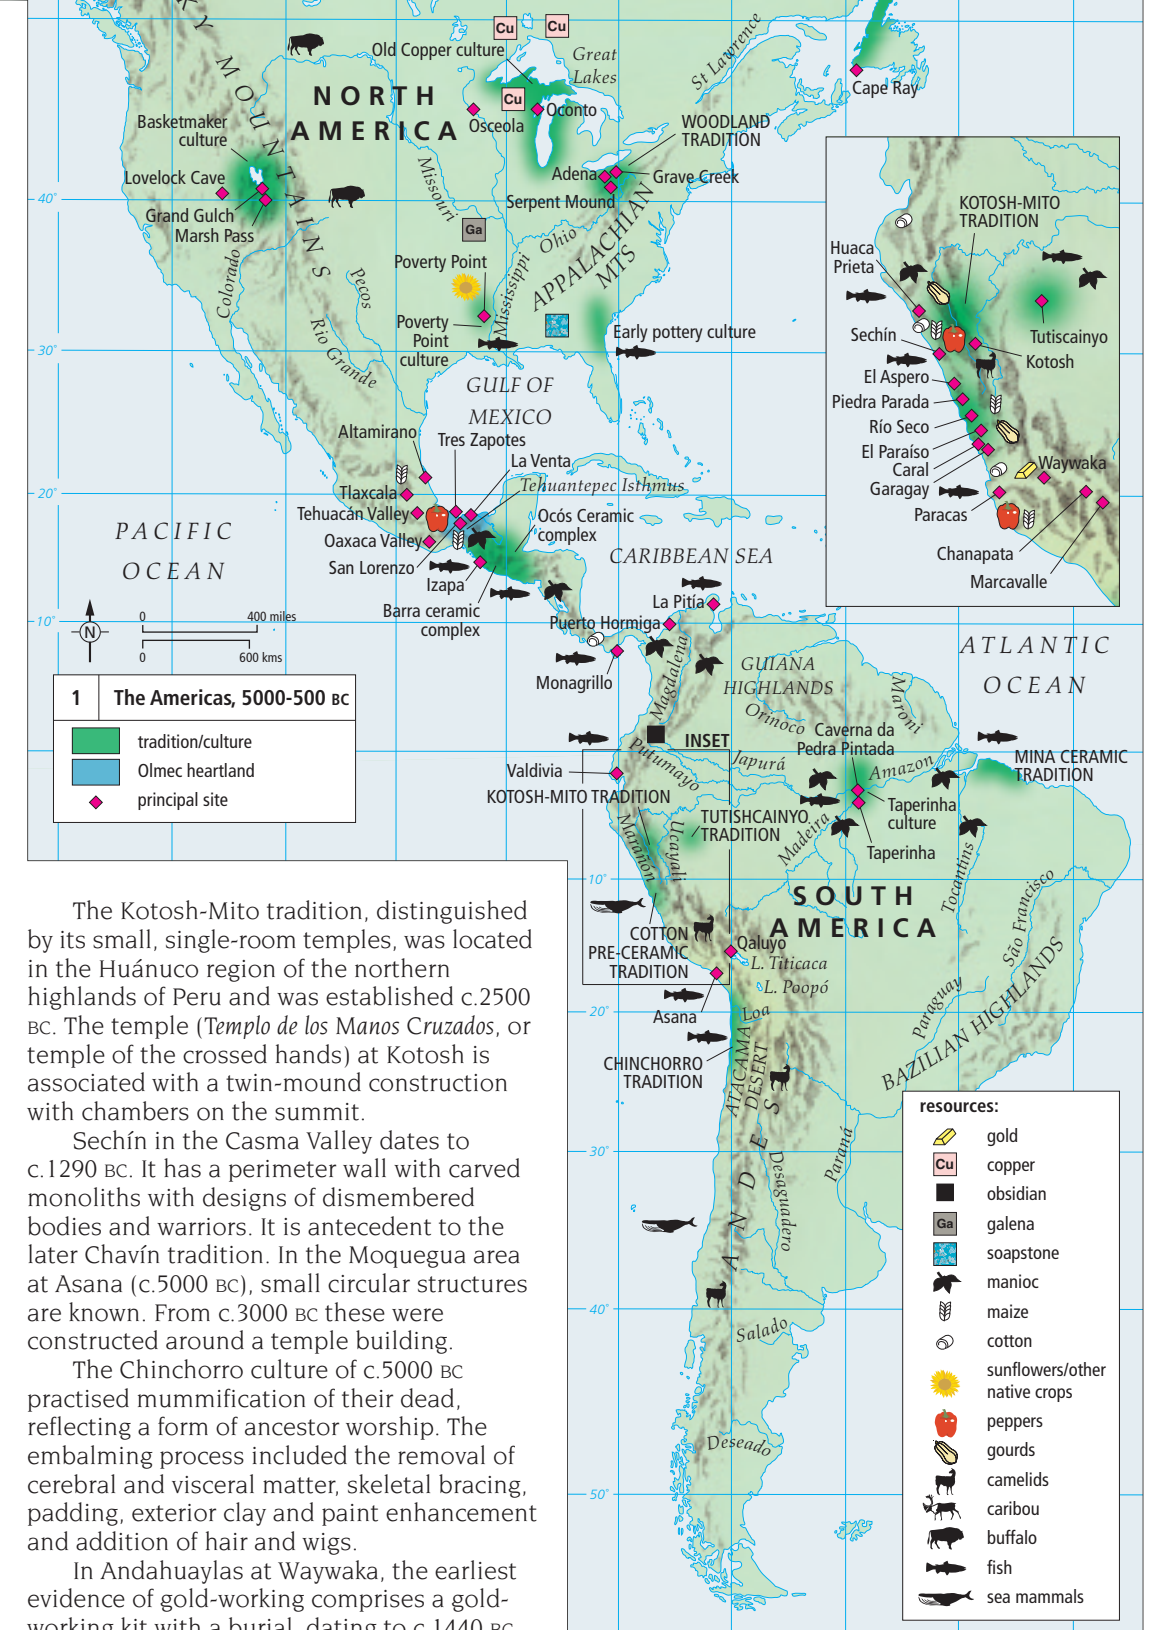 KY MOUNTAINS
Cu
Cu
Old Copper culture
Great
Lakes
St Lawrence
Cape Ray
NORTH
AMERICA
Cu
Oconto
Osceola
WOODLAND
TRADITION
Basketmaker
culture
Lovelock Cave
Adena
Grave Creek
Serpent Mound
40°
Grand Gulch
Marsh Pass
Missouri
Ga
Ohio
APPALACHIAN
MTS
Colorado
Pecos
Poverty Point
Mississippi
Rio Grande
Poverty
Point
culture
Early pottery culture
30°
GULF OF
MEXICO
Altamirano
Tres Zapotes
La Venta
Tehuantepec Isthmus
20°
Tlaxcala
Tehuacán Valley
Ocós Ceramic
complex
PACIFIC
OCEAN
Oaxaca Valley
San Lorenzo
Izapa
CARIBBEAN SEA
Barra ceramic
complex
La Pitía
Puerto Hormiga
10°
N
0
400 miles
0
600 kms
Monagrillo
KOTOSH-MITO
TRADITION
Huaca
Prieta
Tutiscainyo
Sechín
Kotosh
El Aspero
Piedra Parada
Río Seco
El Paraíso
Caral
Garagay
Waywaka
Paracas
Chanapata
Marcavalle
ATLANTIC
OCEAN
1
The Americas, 5000-500 BC
tradition/culture
Olmec heartland
principal site
Magdalena
GUIANA
HIGHLANDS
Orinoco
Maroni
INSET
Caverna da
Pedra Pintada
Putumayo
Japurá
Amazon
MINA CERAMIC
TRADITION
Valdivia
KOTOSH-MITO TRADITION
TUTISHCAINYO
TRADITION
Taperinha
culture
Marañón
Ucayali
Madeira
Taperinha
10°
SOUTH
AMERICA
Tocantins
São Francisco
COTTON
PRE-CERAMIC
TRADITION
Qaluyo
L. Titicaca
L. Poopó
Asana
20°
Loa
Paraguay
BAZILIAN HIGHLANDS
CHINCHORRO
TRADITION
ATACAMA
DESERT
ANDES
30°
Desaguadero
Paraná
40°
Salado
Deseado
50°
resources:
gold
Cu
copper
obsidian
Ga
galena
soapstone
manioc
maize
cotton
sunflowers/other
native crops
peppers
gourds
camelids
caribou
buffalo
fish
sea mammals
The Kotosh-Mito tradition, distinguished
by its small, single-room temples, was located
in the Huánuco region of the northern
highlands of Peru and was established c.2500
BC. The temple (Templo de los Manos Cruzados, or
temple of the crossed hands) at Kotosh is
associated with a twin-mound construction
with chambers on the summit.
Sechín in the Casma Valley dates to
c.1290 BC. It has a perimeter wall with carved
monoliths with designs of dismembered
bodies and warriors. It is antecedent to the
later Chavín tradition. In the Moquegua area
at Asana (c.5000 BC), small circular structures
are known. From c.3000 BC these were
constructed around a temple building.
The Chinchorro culture of c.5000 BC
practised mummification of their dead,
reflecting a form of ancestor worship. The
embalming process included the removal of
cerebral and visceral matter, skeletal bracing,
padding, exterior clay and paint enhancement
and addition of hair and wigs.
In Andahuaylas at Waywaka, the earliest
evidence of gold-working comprises a gold-
working kit with a burial, dating to c.1440 BC.